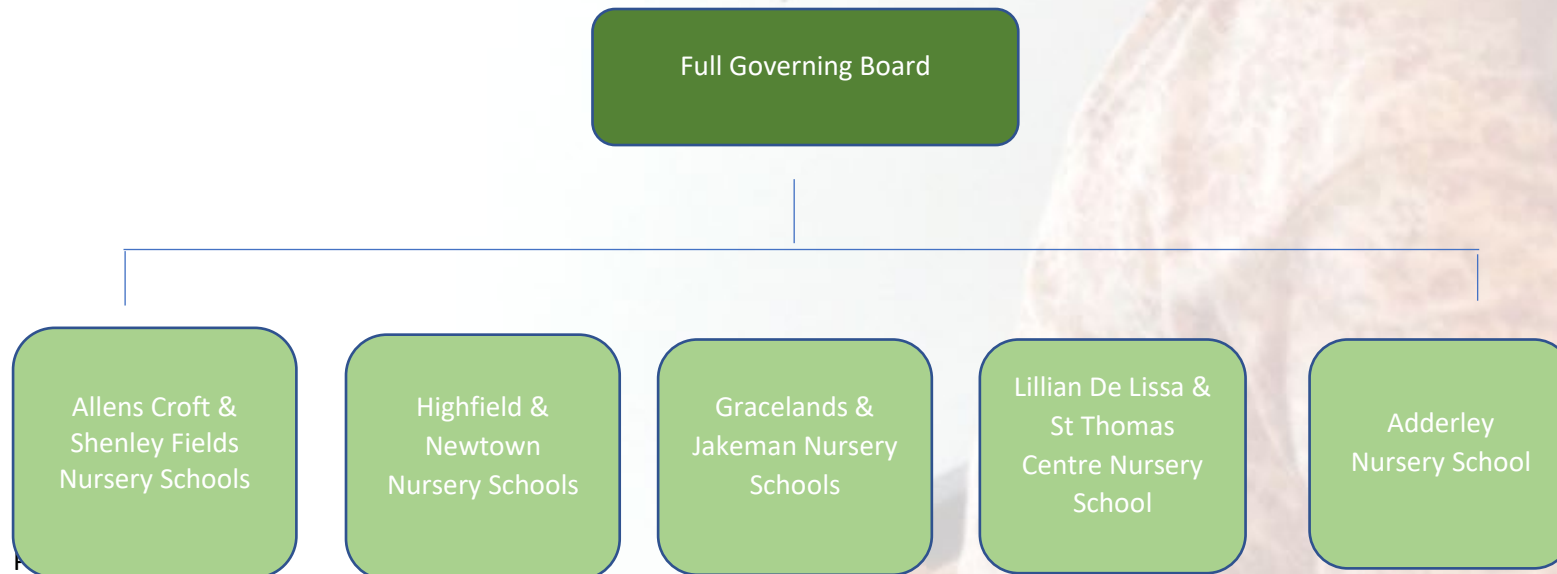 Full Governing Board
Allens Croft &
Shenley Fields
Nursery Schools
Highfield &
Newtown
Nursery Schools
Gracelands &
Jakeman Nursery
Schools
Lillian De Lissa &
St Thomas
Centre Nursery
School
Adderley
Nursery School